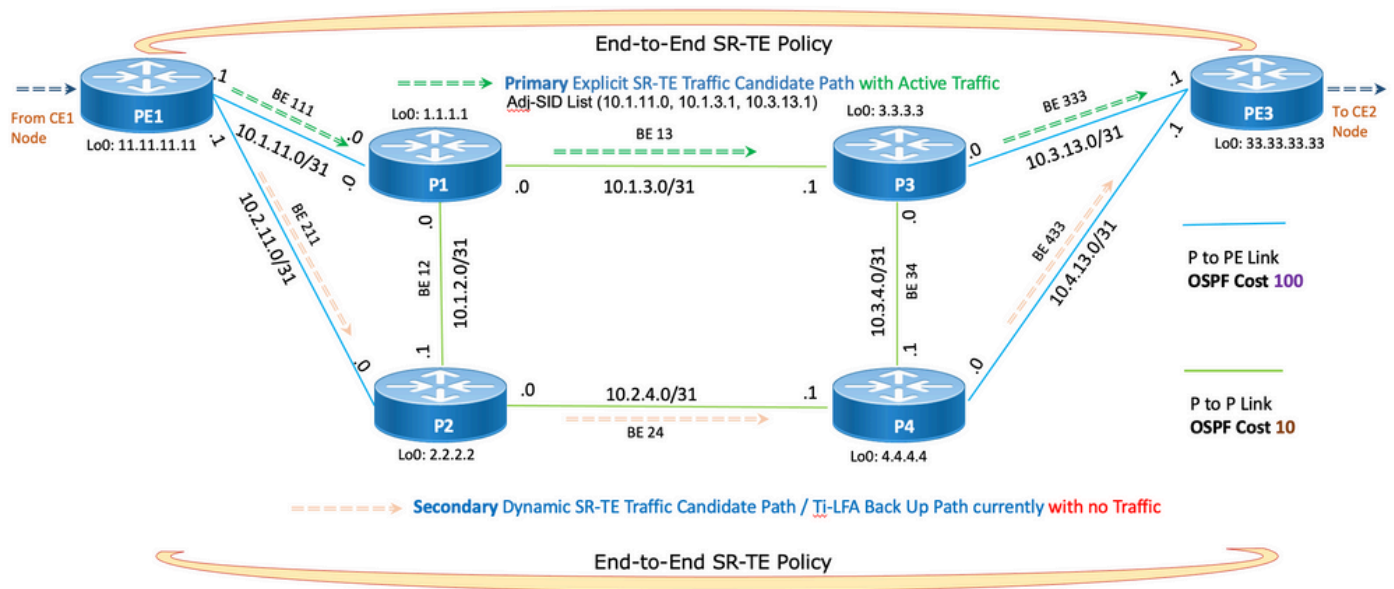 End-to-End SR-TE Policy
Primary Explicit SR-TE Traffic Candidate Path with Active Traffic
Adj-SID List (10.1.11.0, 10.1.3.1, 10.3.13.1)
From CE1
Node
PE1
Lo0: 11.11.11.11
.1
.1
BE 111
10.1.11.0/31
.0
.0
Lo0: 1.1.1.1
P1
.0
BE 13
10.1.3.0/31
.1
Lo0: 3.3.3.3
P3
.0
BE 333
10.3.13.0/31
.1
.1
PE3
Lo0: 33.33.33.33
To CE2
Node
BE 211
10.2.11.0/31
.0
.0
BE 12
10.1.2.0/31
.1
.0
10.3.4.0/31
BE 34
.1
BE 433
10.4.13.0/31
.0
P to PE Link
OSPF Cost 100
P2
Lo0: 2.2.2.2
.0
10.2.4.0/31
BE 24
.1
P4
Lo0: 4.4.4.4
P to P Link
OSPF Cost 10
Secondary Dynamic SR-TE Traffic Candidate Path / Ti-LFA Back Up Path currently with no Traffic
End-to-End SR-TE Policy